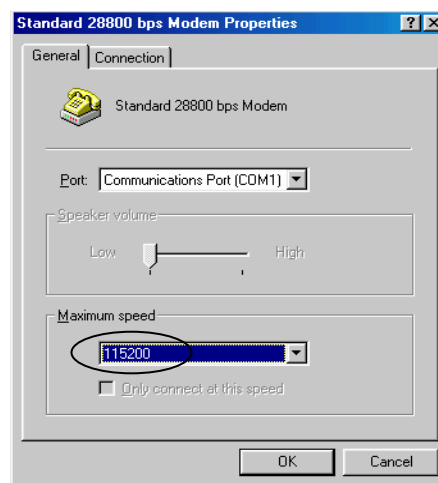 Standard 28800 bps Modem Properties
General
Connection
Standard 28800 bps Modem
Port: Communications Port (COM1)
Speaker volume
Low High
Maximum speed
115200
Only connect at this speed
OK Cancel